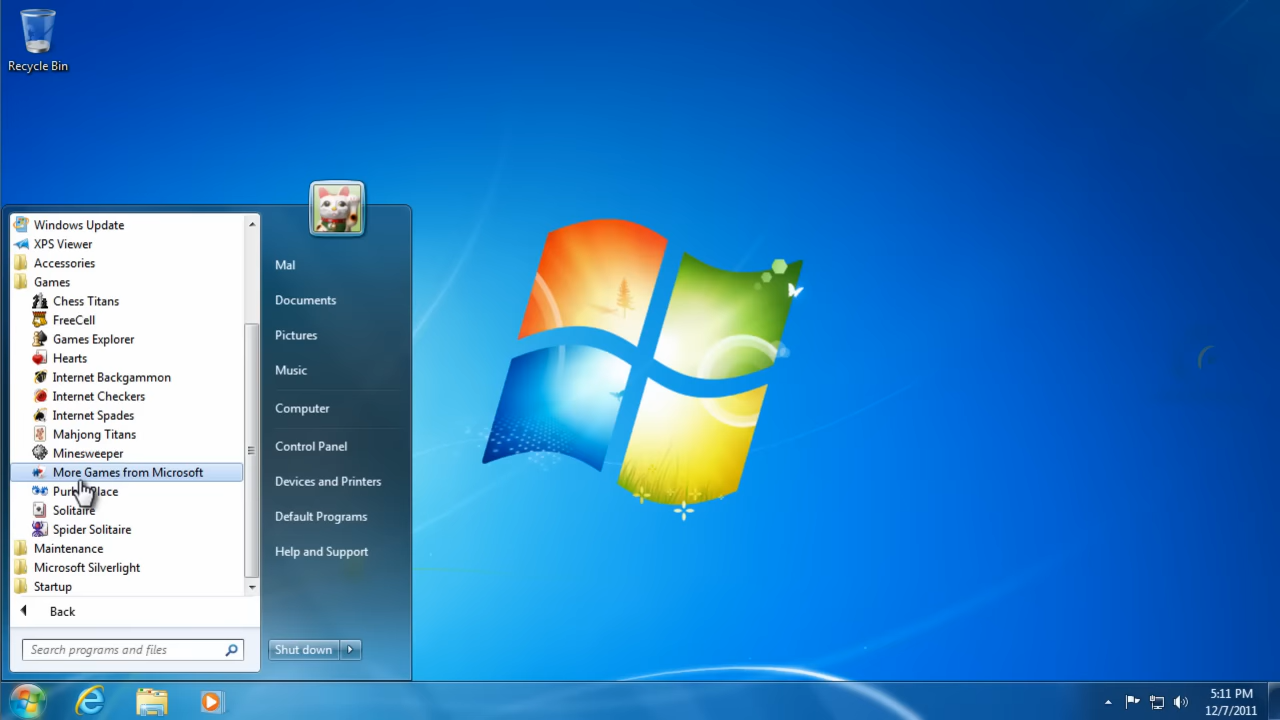 Recycle Bin
Windows Update
XPS Viewer
Accessories
Games
Chess Titans
FreeCell
Games Explorer
Hearts
Internet Backgammon
Internet Checkers
Internet Spades
Mahjong Titans
Minesweeper
More Games from Microsoft
Place
Solitaire
Spider Solitaire
Maintenance
Microsoft Silverlight
Startup
Back
Search programs and files
Mal
Documents
Pictures
Music
Computer
Control Panel
Devices and Printers
Default Programs
Help and Support
Shut down
5:11 PM
12/7/2011